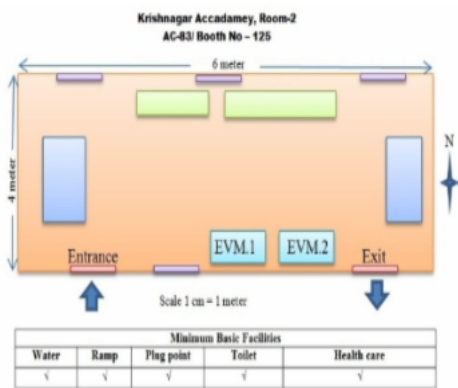 Krishnagar Accadamey, Room-2
AC-83/ Booth No – 125
6 meter
4 meter
N
EVM.1 EVM.2
Entrance Exit
Scale 1 cm = 1 meter
Minimum Basic Facilities
Water Ramp Plug point Toilet Health care
√ √ √ √ √